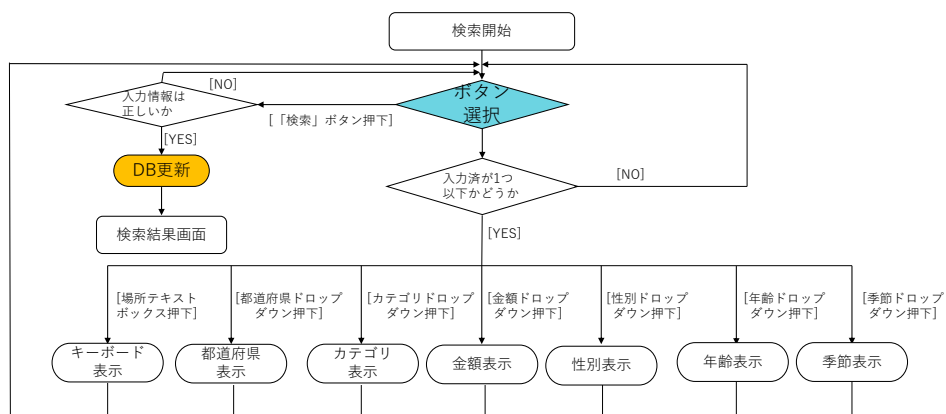 検索開始
[NO]
入力情報は
正しいか
ボタン
選択
[「検索」ボタン押下]
[YES]
DB更新
入力済が1つ
以下かどうか
[NO]
検索結果画面
[YES]
[場所テキスト
ボックス押下]
[都道府県ドロップ
ダウン押下]
[カテゴリドロップ
ダウン押下]
[金額ドロップ
ダウン押下]
[性別ドロップ
ダウン押下]
[年齢ドロップ
ダウン押下]
[季節ドロップ
ダウン押下]
キーボード
表示
都道府県
表示
カテゴリ
表示
金額表示
性別表示
年齢表示
季節表示